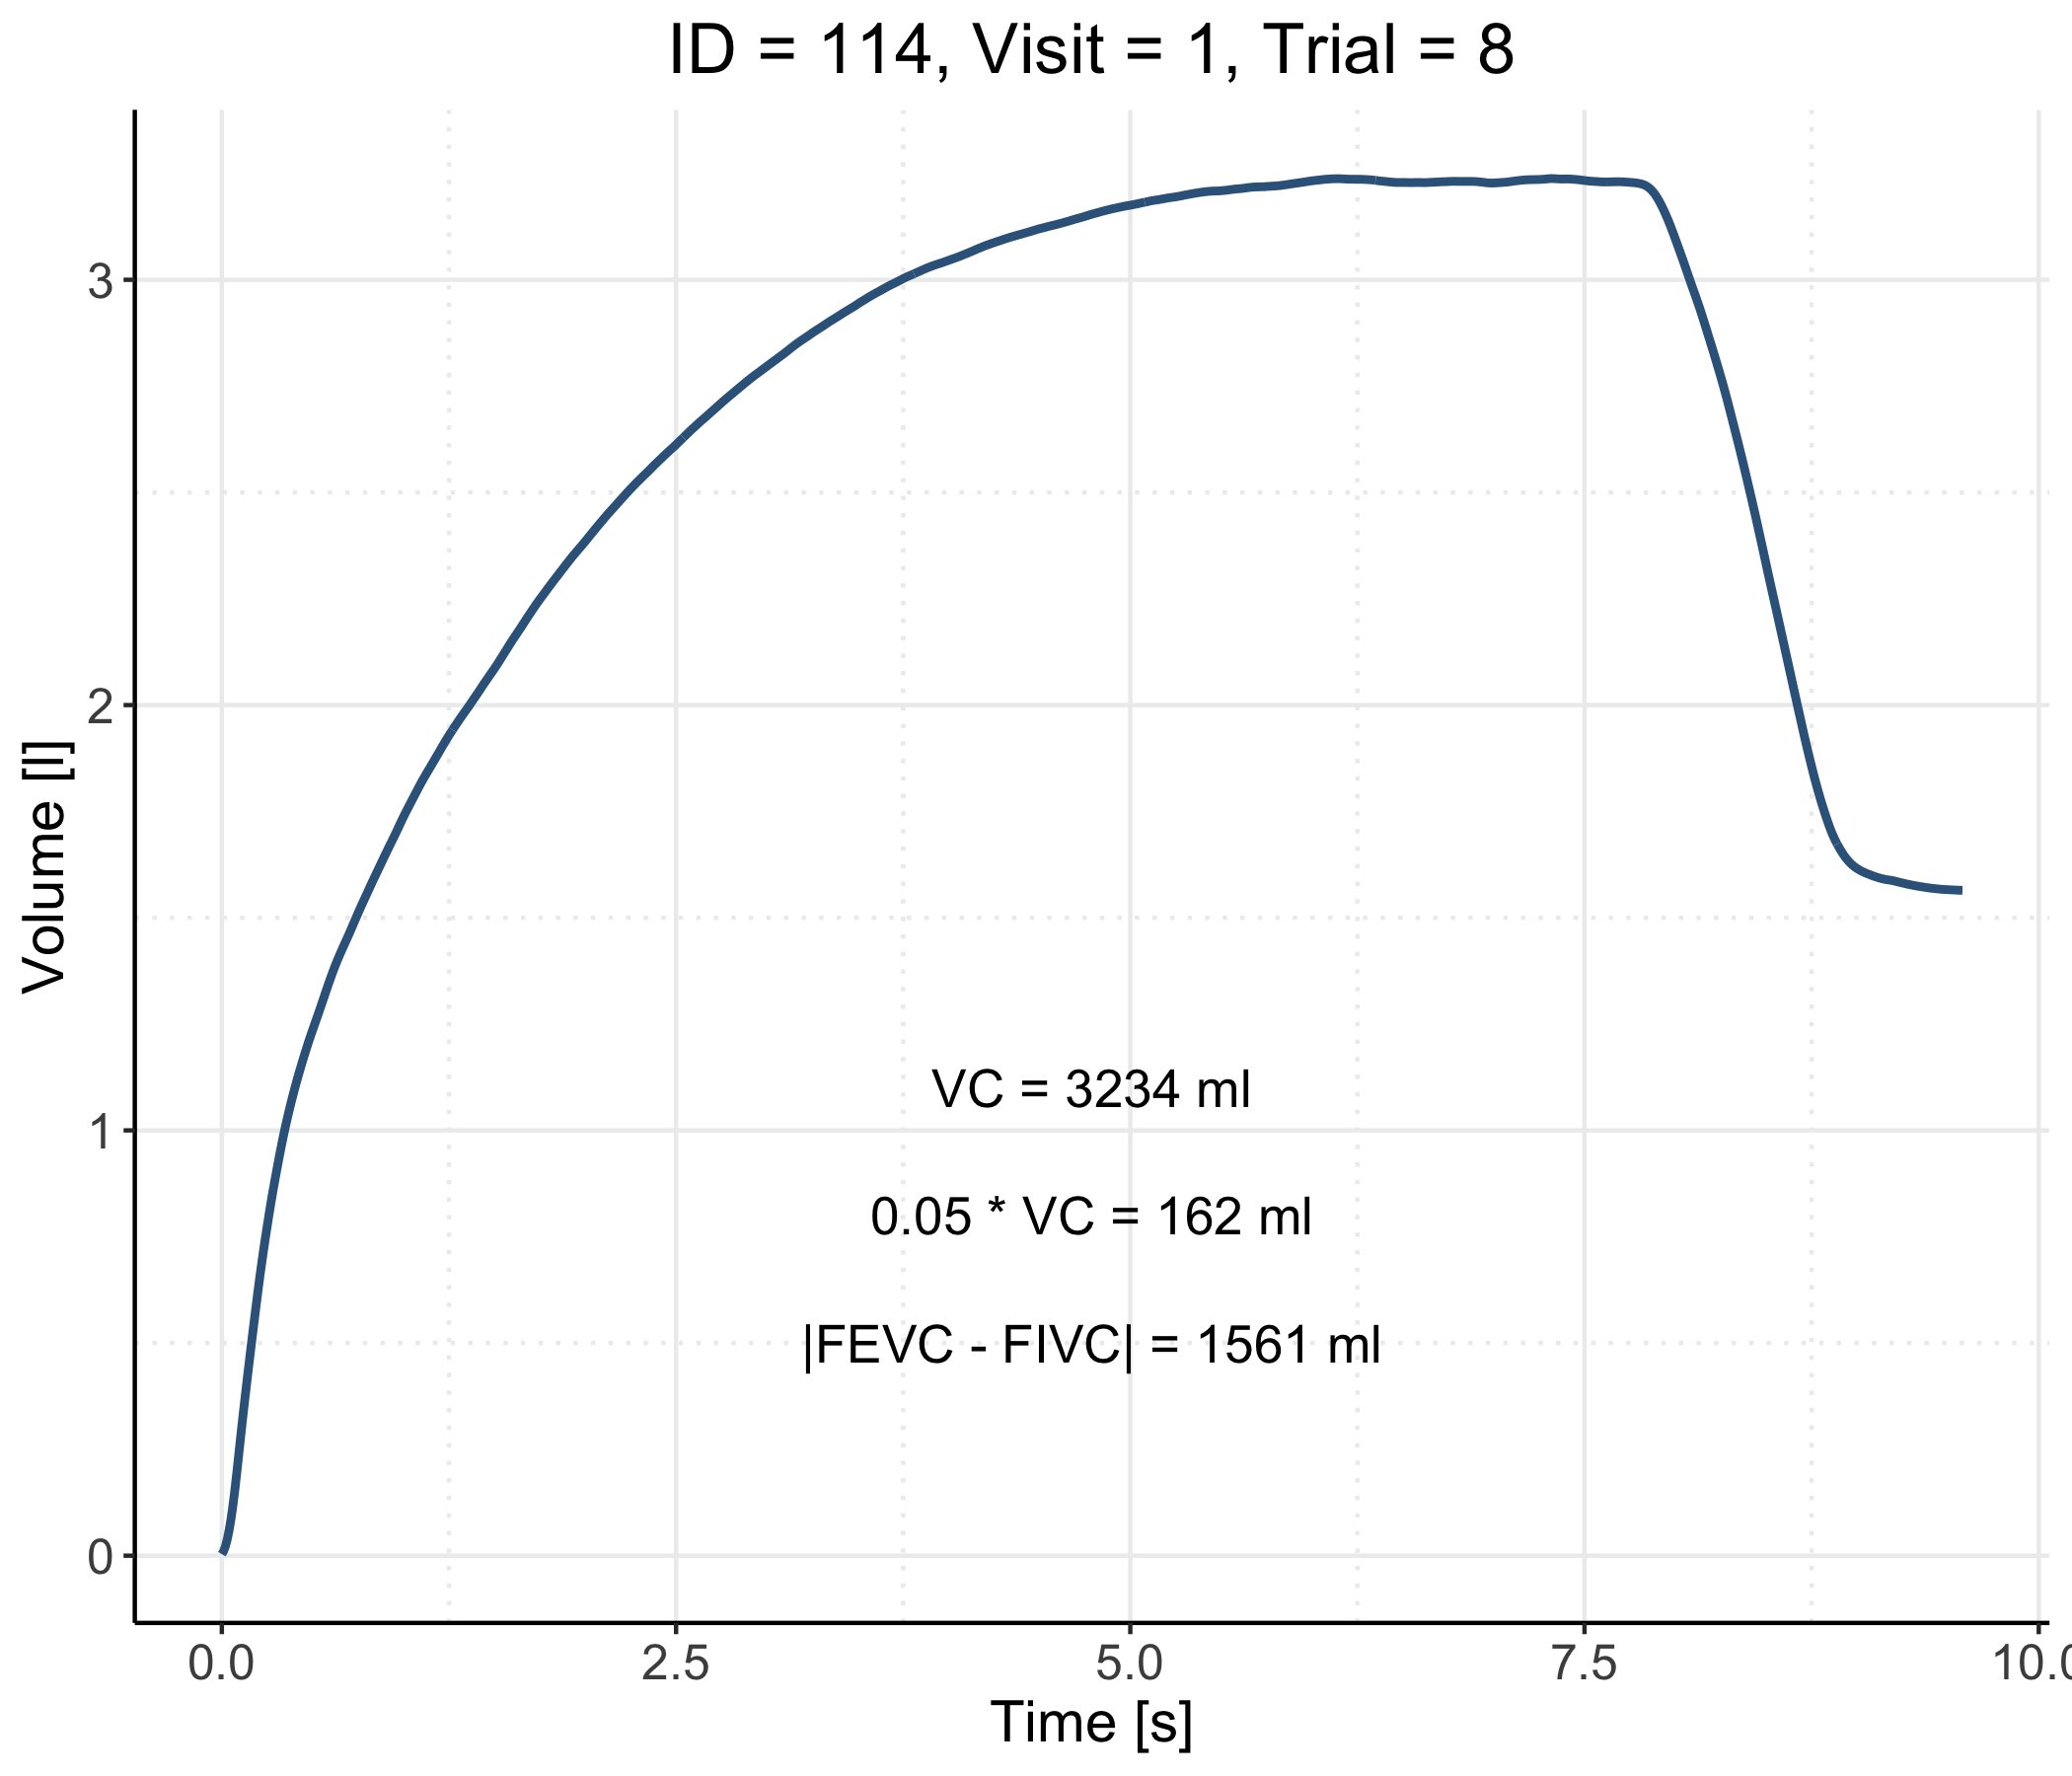 ID = 114, Visit = 1, Trial = 8
3
2
1
0
Volume [l]
VC = 3234 ml
0.05 * VC = 162 ml
|FEVC - FIVC| = 1561 ml
0.0 2.5 5.0 7.5 10.0
Time [s]